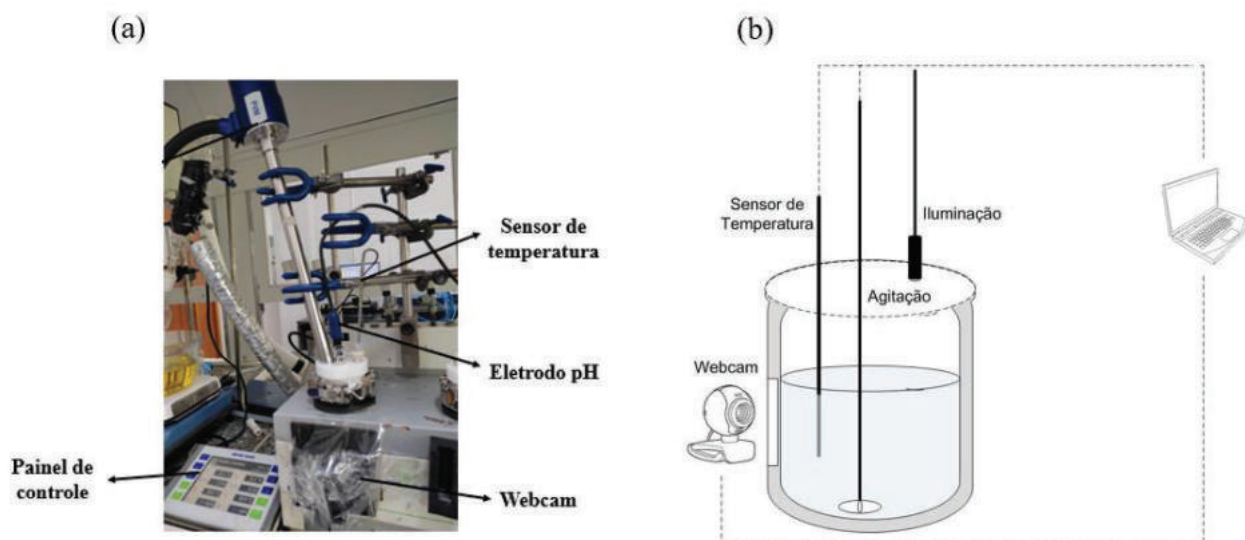 (a)
(b)
Sensor de
temperatura
Eletrodo pH
Painel de
controle
Webcam
Sensor de
Temperatura
Iluminação
Agitação
Webcam